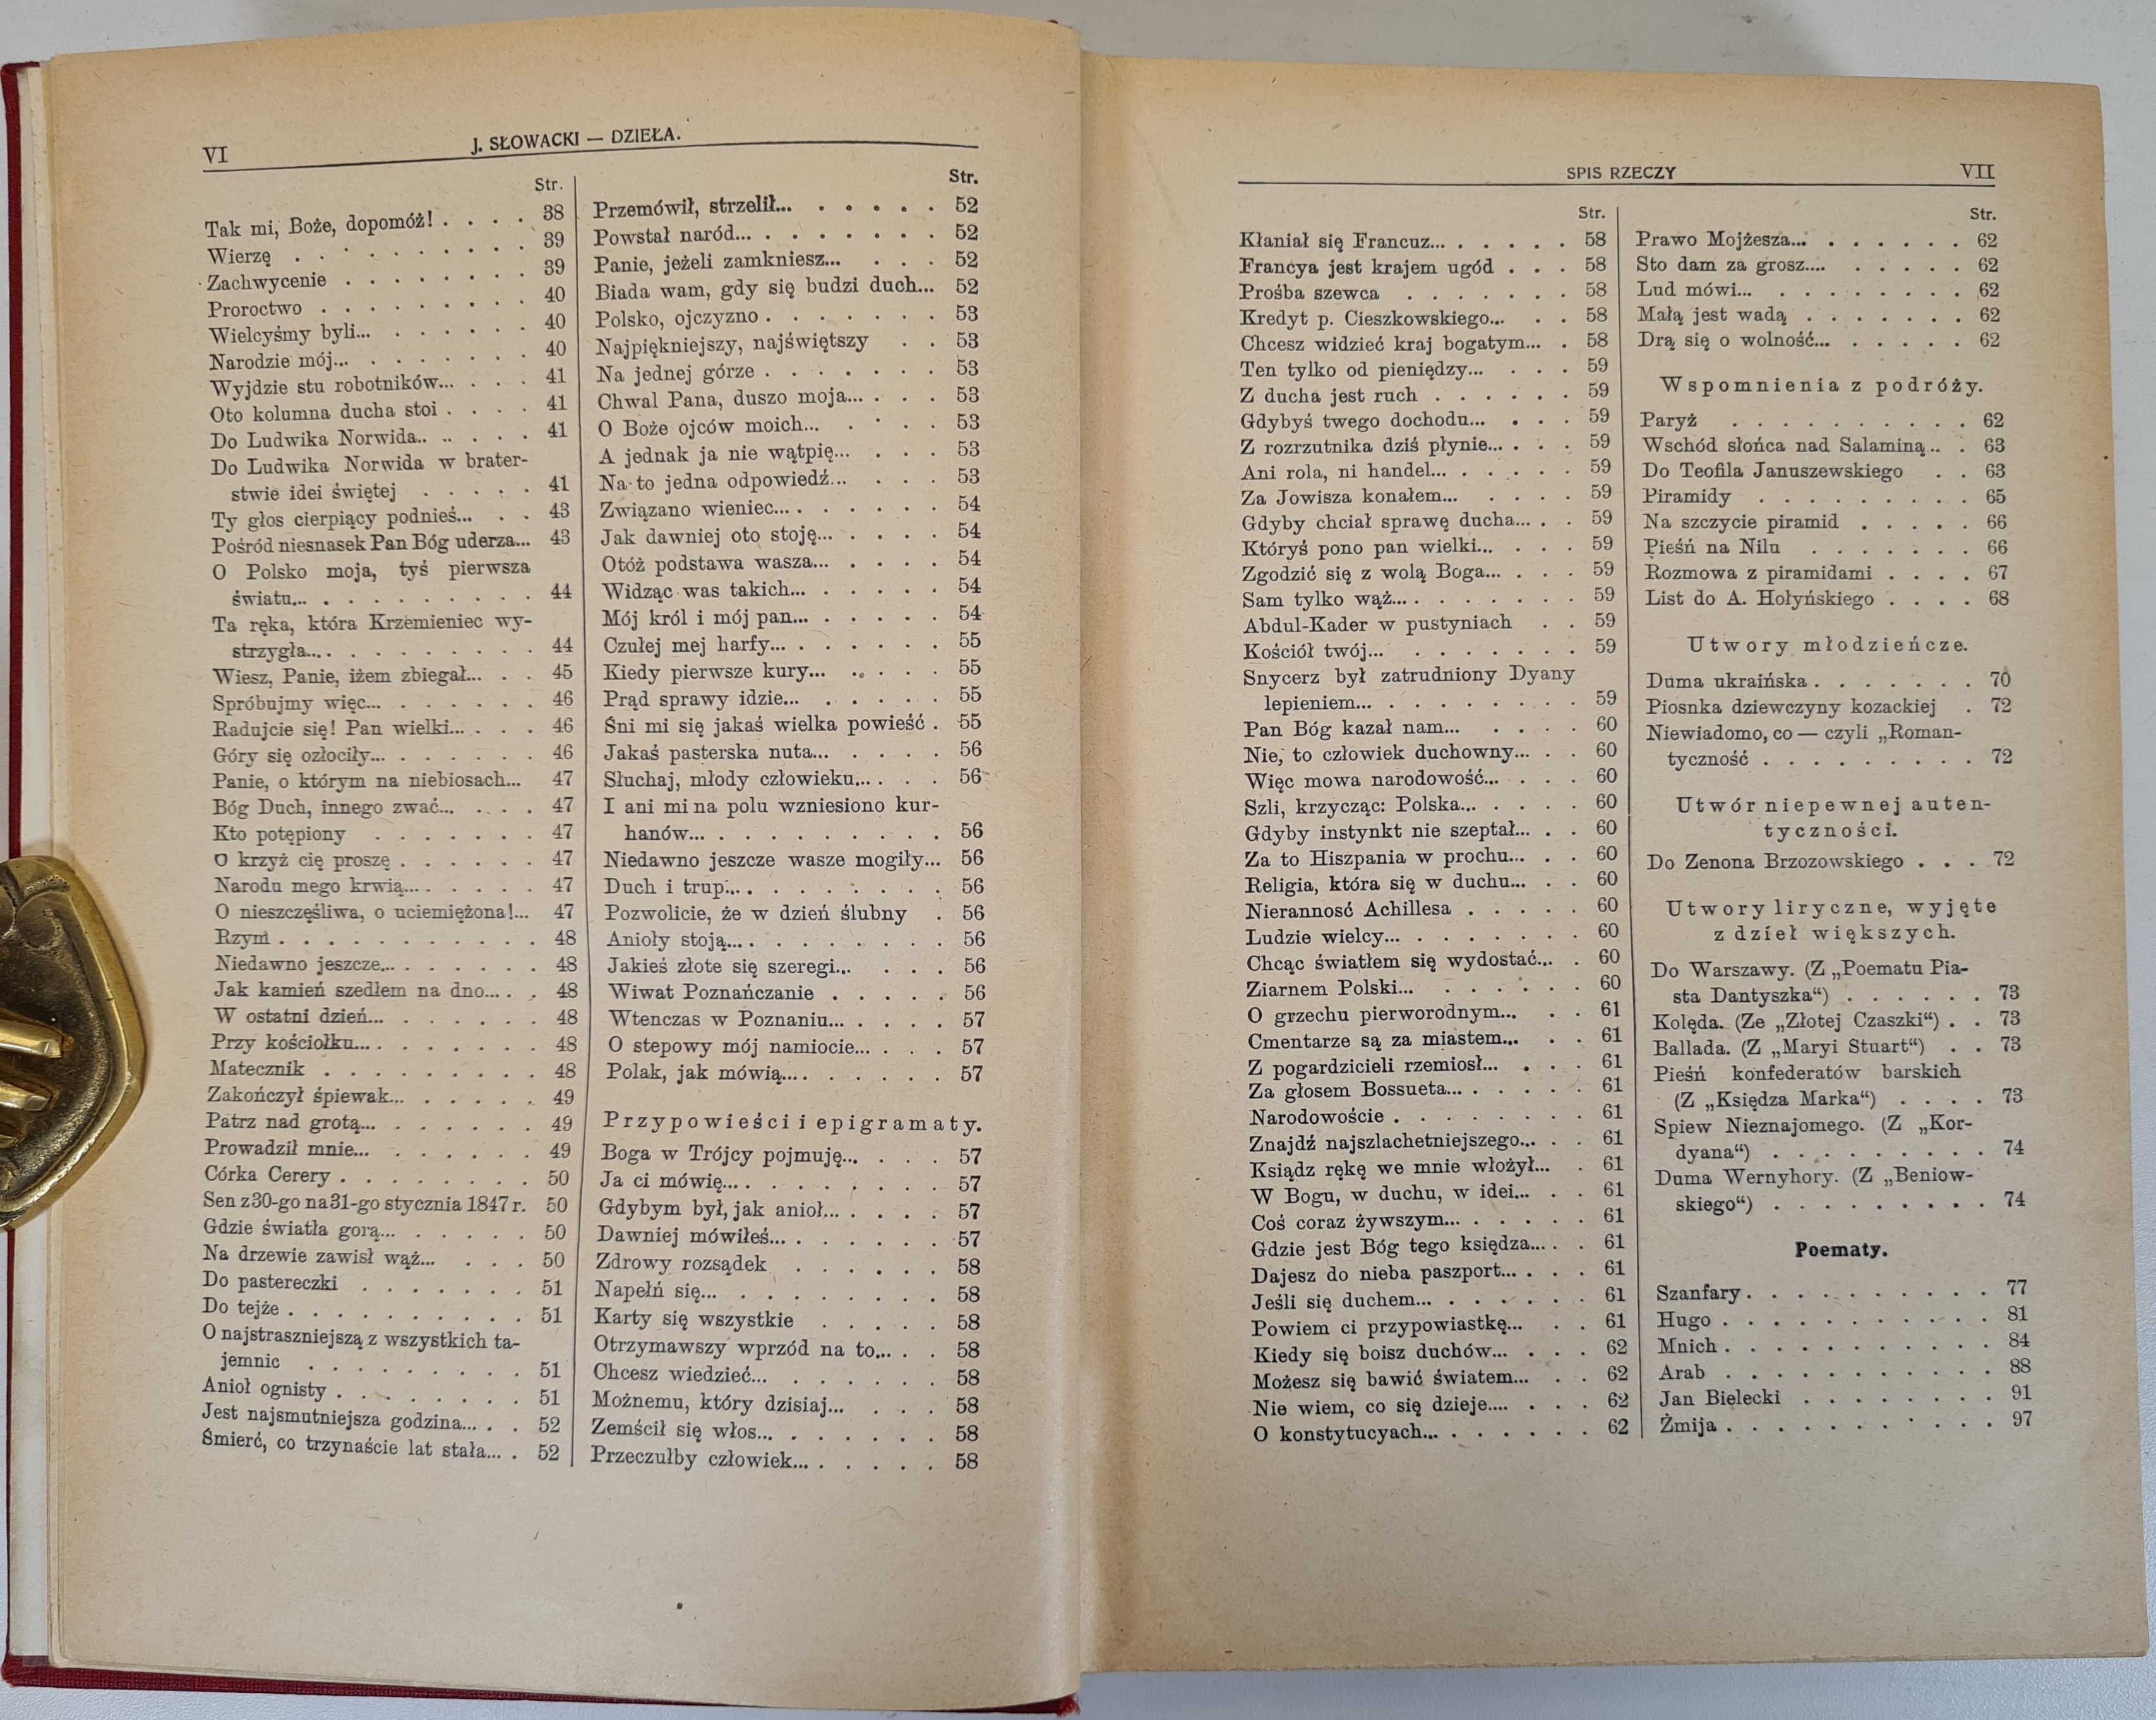 VI
J. SŁOWACKI — DZIEŁA.
Str.
Tak mi, Boże, dopomóż! . . . . 38
Wierzę . . . . . . . . . 39
Zachwycenie . . . . . . . 39
Proroctwo . . . . . . . . 40
Wielcyśmy byli... . . . . . . 40
Narodzie mój... . . . . . . . 40
Wyjdzie stu robotników... . . . 41
Oto kolumna ducha stoi . . . . 41
Do Ludwika Norwida.. .. . . . 41
Do Ludwika Norwida w brater-
stwie idei świętej . . . . . 41
Ty głos cierpiący podnieś... . . 43
Pośród niesnasek Pan Bóg uderza... 43
O Polsko moja, tyś pierwsza
światu... . . . . . . . . . 44
Ta ręka, która Krzemieniec wy-
strzygła... . . . . . . . . . 44
Wiesz, Panie, iżem zbiegał... . . 45
Spróbujmy więc... . . . . . . 46
Radujcie się! Pan wielki... . . . 46
Góry się ozłociły... . . . . . . 46
Panie, o którym na niebiosach... 47
Bóg Duch, innego zwać... . . . 47
Kto potępiony . . . . . . 47
O krzyż cię proszę . . . . . . 47
Narodu mego krwią... . . . . . 47
O nieszczęśliwa, o uciemiężona!... 47
Rzym . . . . . . . . . . . 48
Niedawno jeszcze... . . . . . . 48
Jak kamień szedłem na dno... . . 48
W ostatni dzień... . . . . . . 48
Przy kościołku... . . . . . . . 48
Matecznik . . . . . . . . . 48
Zakończył śpiewak... . . . . . 49
Patrz nad grotą... . . . . . . 49
Prowadził mnie... . . . . . . 49
Córka Cerery . . . . . . . . 50
Sen z 30-go na 31-go stycznia 1847 r. 50
Gdzie światła gorą... . . . . . 50
Na drzewie zawisł wąż... . . . 50
Do pastereczki . . . . . . . 51
Do tejże . . . . . . . . . . 51
O najstraszniejszą z wszystkich ta-
jemnic . . . . . . . . . 51
Anioł ognisty . . . . . . . . 51
Jest najsmutniejsza godzina... . . 52
Śmierć, co trzynaście lat stała... . 52
Str.
Przemówił, strzelił... . . . . . . 52
Powstał naród... . . . . . . . 52
Panie, jeżeli zamkniesz... . . . 52
Biada wam, gdy się budzi duch... 52
Polsko, ojczyzno . . . . . . . 53
Najpiękniejszy, najświętszy . . 53
Na jednej górze . . . . . . . 53
Chwal Pana, duszo moja... . . . 53
O Boże ojców moich... . . . . 53
A jednak ja nie wątpię... . . . 53
Na to jedna odpowiedź... . . . 53
Związano wieniec... . . . . . . 54
Jak dawniej oto stoję... . . . . 54
Otóż podstawa wasza... . . . . 54
Widząc was takich... . . . . . 54
Mój król i mój pan... . . . . . 54
Czułej mej harfy... . . . . . . 55
Kiedy pierwsze kury... . . . . 55
Prąd sprawy idzie... . . . . . 55
Śni mi się jakaś wielka powieść . 55
Jakaś pasterska nuta... . . . . 56
Słuchaj, młody człowieku... . . . 56
I ani mi na polu wzniesiono kur-
hanów... . . . . . . . . . 56
Niedawno jeszcze wasze mogiły... 56
Duch i trup... . . . . . . . . 56
Pozwolicie, że w dzień ślubny . 56
Anioły stoją... . . . . . . . . 56
Jakieś złote się szeregi... . . . 56
Wiwat Poznańczanie . . . . . 56
Wtenczas w Poznaniu... . . . . 57
O stepowy mój namiocie... . . . 57
Polak, jak mówią... . . . . . . 57
Przypowieści i epigramaty.
Boga w Trójcy pojmuję... . . . 57
Ja ci mówię... . . . . . . . . 57
Gdybym był, jak anioł... . . . . 57
Dawniej mówiłeś... . . . . . . 57
Zdrowy rozsądek . . . . . . 58
Napełń się... . . . . . . . . 58
Karty się wszystkie . . . . . 58
Otrzymawszy wprzód na to... . . 58
Chcesz wiedzieć... . . . . . . 58
Możnemu, który dzisiaj... . . . 58
Zemścił się włos... . . . . . . 58
Przeczułby człowiek... . . . . . 58
SPIS RZECZY
VII
Str.
Kłaniał się Francuz... . . . . . 58
Francya jest krajem ugód . . . 58
Prośba szewca . . . . . . . 58
Kredyt p. Cieszkowskiego... . . 58
Chcesz widzieć kraj bogatym... . 58
Ten tylko od pieniędzy... . . . 59
Z ducha jest ruch . . . . . . 59
Gdybyś twego dochodu... . . . 59
Z rozrzutnika dziś płynie... . . . 59
Ani rola, ni handel... . . . . . 59
Za Jowisza konałem... . . . . 59
Gdyby chciał sprawę ducha... . . 59
Któryś pono pan wielki... . . . 59
Zgodzić się z wolą Boga... . . . 59
Sam tylko wąż... . . . . . . . 59
Abdul-Kader w pustyniach . . 59
Kościół twój... . . . . . . . 59
Snycerz był zatrudniony Dyany
lepieniem... . . . . . . . . 59
Pan Bóg kazał nam... . . . . 60
Nie, to człowiek duchowny... . . 60
Więc mowa narodowość... . . . 60
Szli, krzycząc: Polska... . . . . 60
Gdyby instynkt nie szeptał... . . 60
Za to Hiszpania w prochu... . . 60
Religia, która się w duchu... . . 60
Nierannosć Achillesa . . . . . 60
Ludzie wielcy... . . . . . . . 60
Chcąc światłem się wydostać... . 60
Ziarnem Polski... . . . . . . 60
O grzechu pierworodnym... . . 61
Cmentarze są za miastem... . . 61
Z pogardzicieli rzemiosł... . . . 61
Za głosem Bossueta... . . . . . 61
Narodowoście . . . . . . . . 61
Znajdź najszlachetniejszego... . . 61
Ksiądz rękę we mnie włożył... . 61
W Bogu, w duchu, w idei... . . 61
Coś coraz żywszym... . . . . . 61
Gdzie jest Bóg tego księdza... . . 61
Dajesz do nieba paszport... . . . 61
Jeśli się duchem... . . . . . . 61
Powiem ci przypowiastkę... . . 61
Kiedy się boisz duchów... . . . 62
Możesz się bawić światem... . . 62
Nie wiem, co się dzieje.... . . . 62
O konstytucyach... . . . . . . 62
Str.
Prawo Mojżesza... . . . . . . 62
Sto dam za grosz.... . . . . . 62
Lud mówi... . . . . . . . . 62
Małą jest wadą . . . . . . . 62
Drą się o wolność... . . . . . 62
Wspomnienia z podróży.
Paryż . . . . . . . . . . 62
Wschód słońca nad Salaminą.. . 63
Do Teofila Januszewskiego . . 63
Piramidy . . . . . . . . . 65
Na szczycie piramid . . . . . 66
Pieśń na Nilu . . . . . . . 66
Rozmowa z piramidami . . . . 67
List do A. Hołyńskiego . . . . 68
Utwory młodzieńcze.
Duma ukraińska . . . . . . . 70
Piosnka dziewczyny kozackiej . 72
Niewiadomo, co — czyli „Roman-
tyczność . . . . . . . . . 72
Utwór niepewnej auten-
tyczności.
Do Zenona Brzozowskiego . . . 72
Utwory liryczne, wyjęte
z dzieł większych.
Do Warszawy. (Z „Poematu Pia-
sta Dantyszka“) . . . . . . 73
Kolęda. (Ze „Złotej Czaszki“) . . 73
Ballada. (Z „Maryi Stuart“) . . 73
Pieśń konfederatów barskich
(Z „Księdza Marka“) . . . . 73
Spiew Nieznajomego. (Z „Kor-
dyana“) . . . . . . . . . 74
Duma Wernyhory. (Z „Beniow-
skiego“) . . . . . . . . . 74
Poematy.
Szanfary . . . . . . . . . . 77
Hugo . . . . . . . . . . . 81
Mnich . . . . . . . . . . . 84
Arab . . . . . . . . . . . 88
Jan Bielecki . . . . . . . . 91
Żmija . . . . . . . . . . . 97